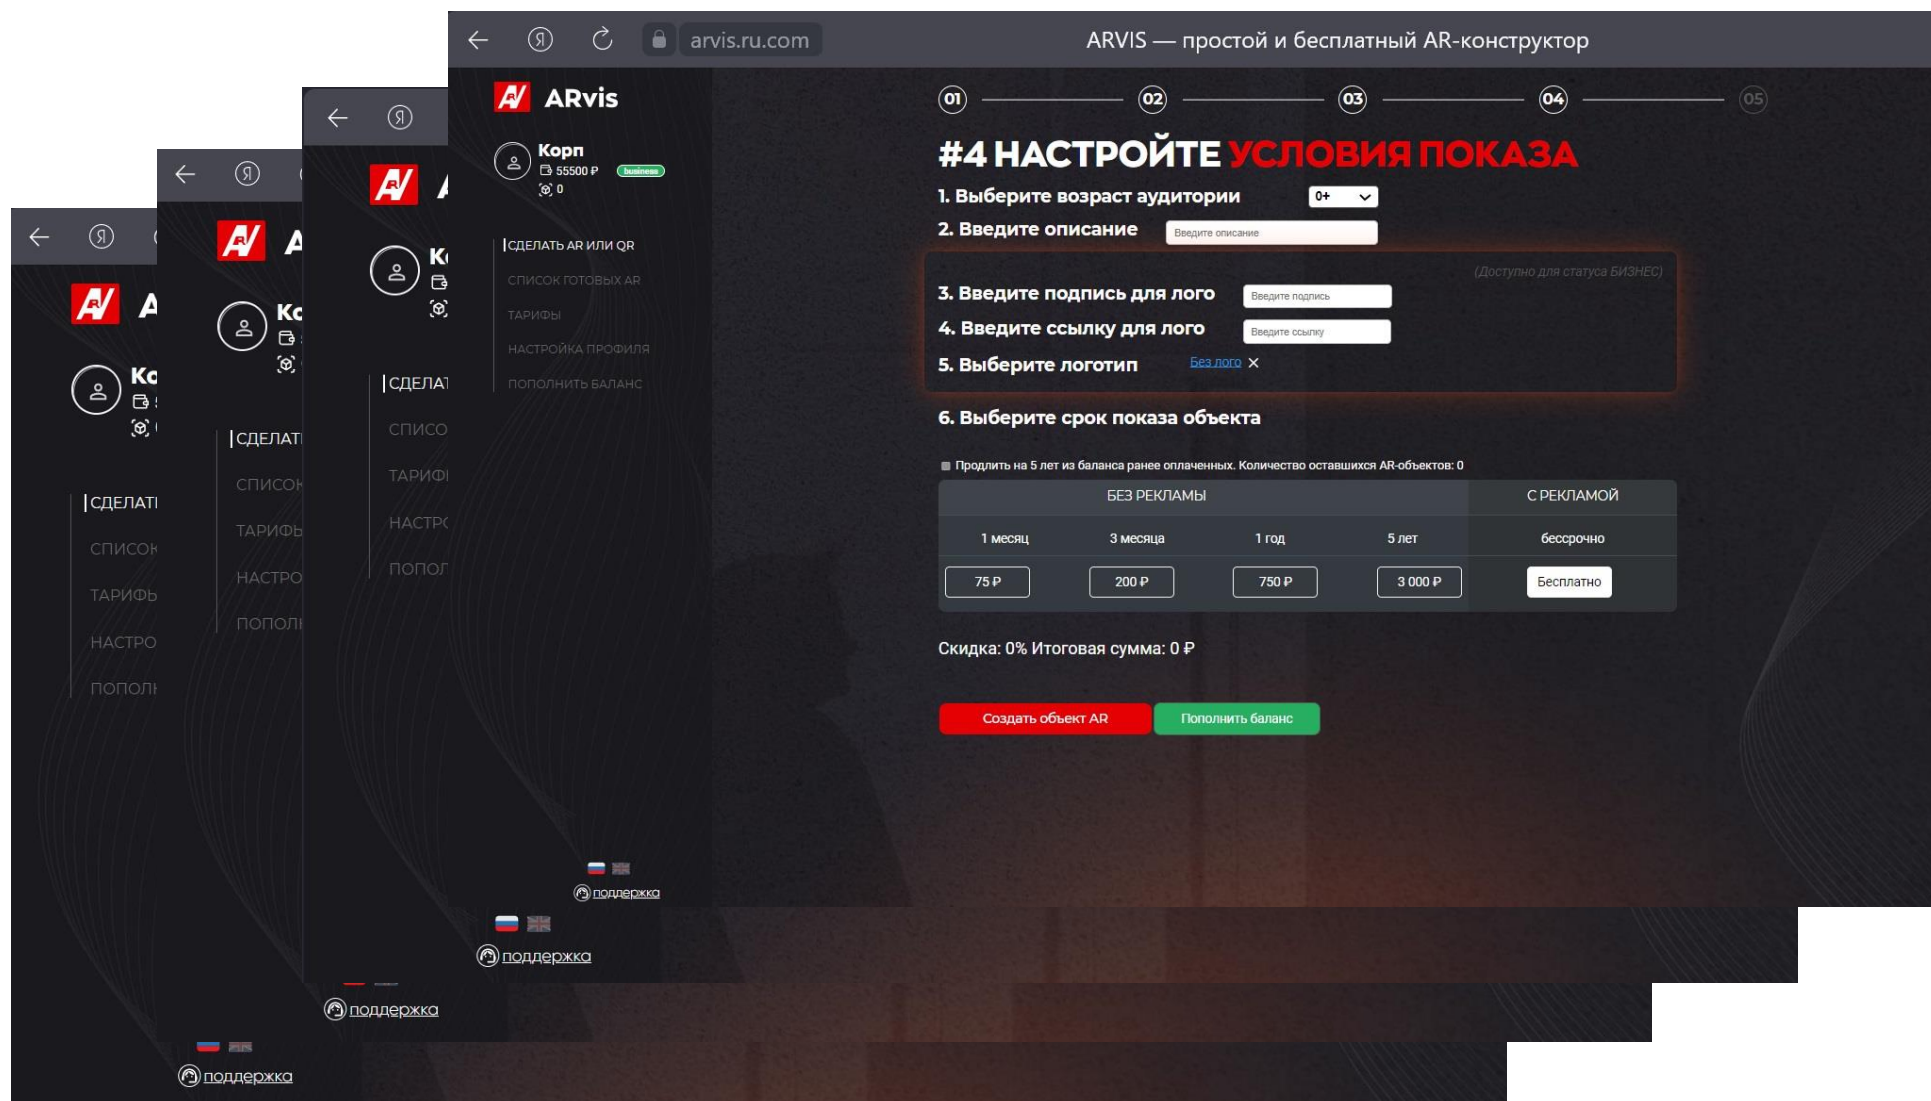 arvis.ru.com
ARVIS — простой и бесплатный AR-конструктор
ARvis
Корп
55500 ₽ business
0
СДЕЛАТЬ AR ИЛИ QR
СПИСОК ГОТОВЫХ AR
ТАРИФЫ
НАСТРОЙКА ПРОФИЛЯ
ПОПОЛНИТЬ БАЛАНС
поддержка
01 02 03 04 05
#4 НАСТРОЙТЕ УСЛОВИЯ ПОКАЗА
1. Выберите возраст аудитории 0+
2. Введите описание Введите описание
(Доступно для статуса БИЗНЕС)
3. Введите подпись для лого Введите подпись
4. Введите ссылку для лого Введите ссылку
5. Выберите логотип Без лого ×
6. Выберите срок показа объекта
Продлить на 5 лет из баланса ранее оплаченных. Количество оставшихся AR-объектов: 0
БЕЗ РЕКЛАМЫ С РЕКЛАМОЙ
1 месяц 3 месяца 1 год 5 лет бессрочно
75 ₽ 200 ₽ 750 ₽ 3 000 ₽ Бесплатно
Скидка: 0% Итоговая сумма: 0 ₽
Создать объект AR Пополнить баланс
поддержка
поддержка
поддержка